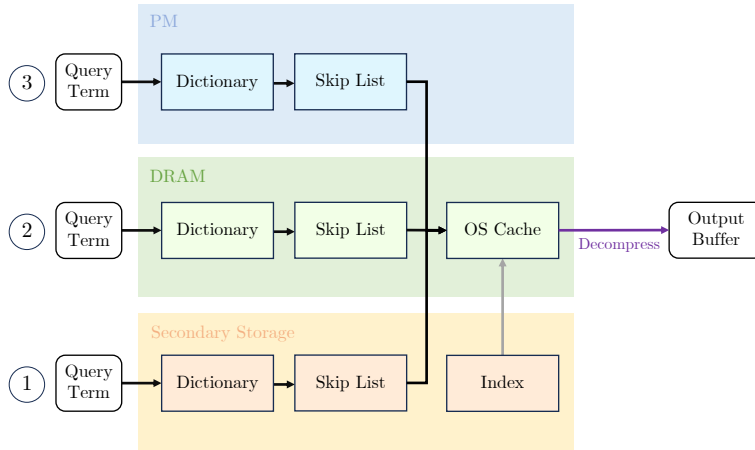 PM
3
Query
Term
Dictionary
Skip List
DRAM
2
Query
Term
Dictionary
Skip List
OS Cache
Decompress
Output
Buffer
Secondary Storage
1
Query
Term
Dictionary
Skip List
Index